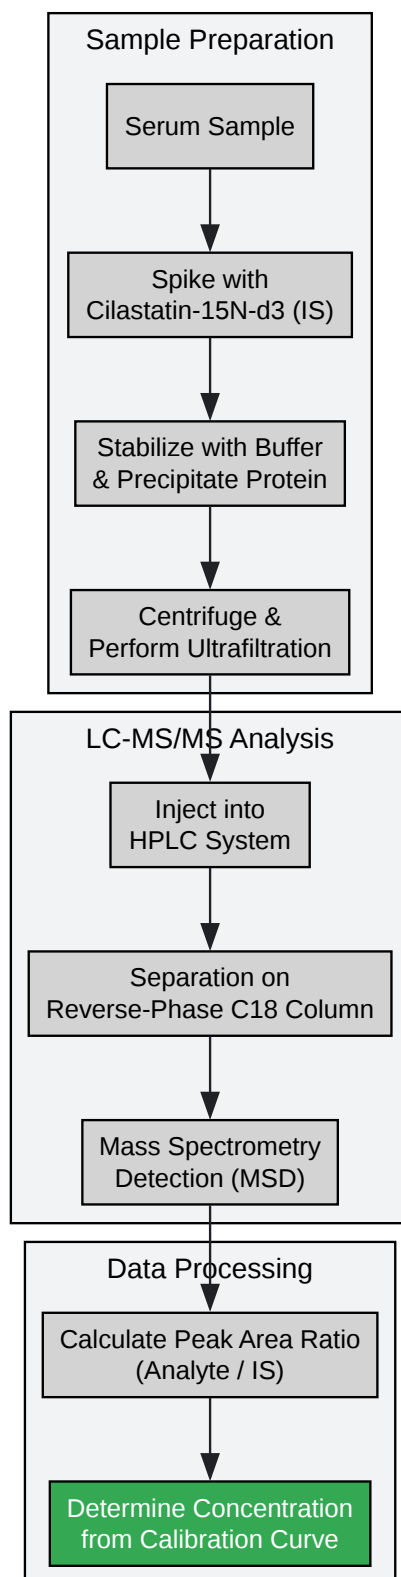 Sample Preparation
Serum Sample
Spike with
Cilastatin-15N-d3 (IS)
Stabilize with Buffer
& Precipitate Protein
Centrifuge &
Perform Ultrafiltration
LC-MS/MS Analysis
Inject into
HPLC System
Separation on
Reverse-Phase C18 Column
Mass Spectrometry
Detection (MSD)
Data Processing
Calculate Peak Area Ratio
(Analyte / IS)
Determine Concentration
from Calibration Curve